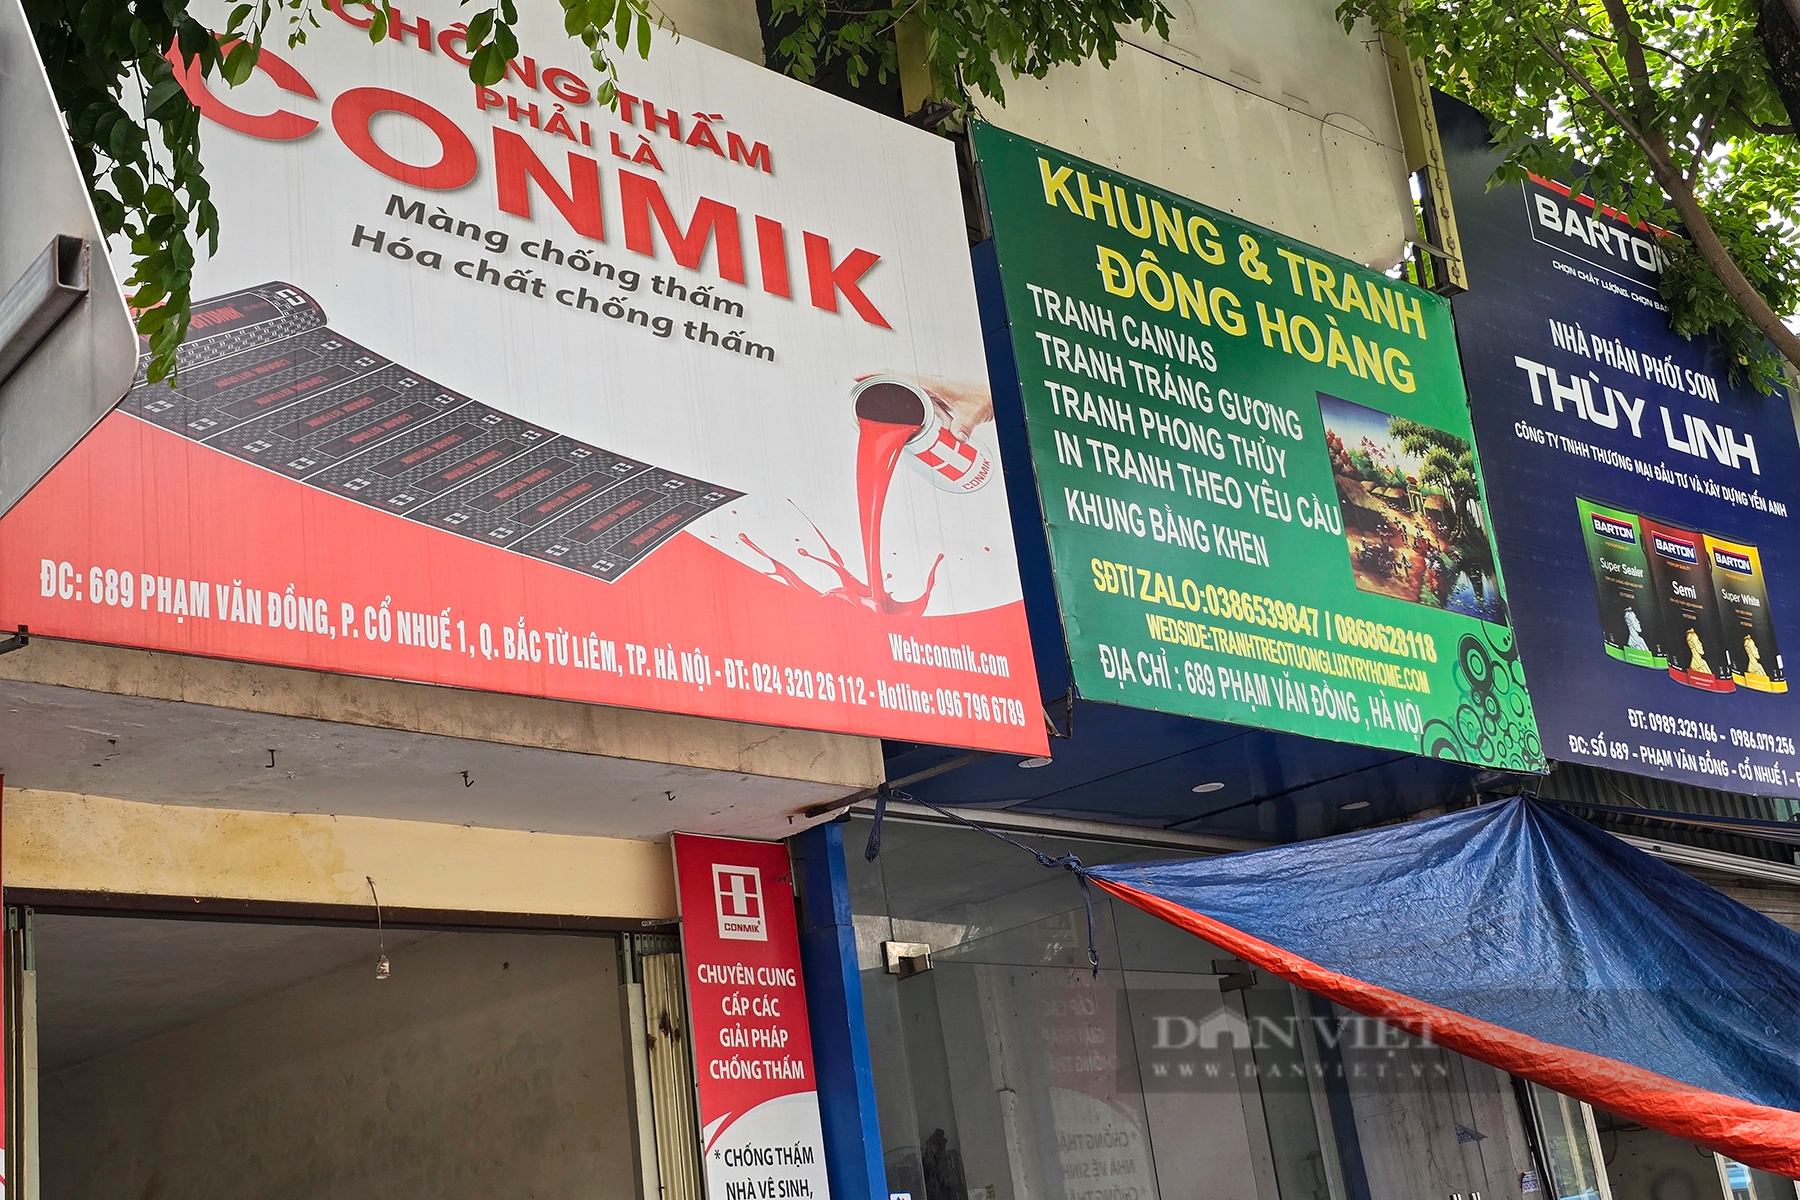 CHỐNG THẤM
PHẢI LÀ
CONMIK
Màng chống thấm
Hóa chất chống thấm
CONMIK
ĐC: 689 PHẠM VĂN ĐỒNG, P. CỔ NHUẾ 1, Q. BẮC TỪ LIÊM, TP. HÀ NỘI - ĐT: 024 320 26 112 - Hotline: 096 796 6789
Web:conmik.com
KHUNG & TRANH
ĐÔNG HOÀNG
TRANH CANVAS
TRANH TRÁNG GƯƠNG
TRANH PHONG THỦY
IN TRANH THEO YÊU CẦU
KHUNG BẰNG KHEN
SĐT/ ZALO:0386539847 / 0868628118
WEDSIDE:TRANHTREOTUONGLUXYRYHOME.COM
ĐỊA CHỈ : 689 PHẠM VĂN ĐỒNG , HÀ NỘI
BARTON
CHỌN CHẤT LƯỢNG, CHỌN
NHÀ PHÂN PHỐI SƠN
THÙY LINH
CÔNG TY TNHH THƯƠNG MẠI ĐẦU TƯ VÀ XÂY DỰNG YẾN ANH
BARTON
Super Sealer
BARTON
Semi
BARTON
Super White
ĐT: 0989.329.166 - 0986.079.256
ĐC: SỐ 689 - PHẠM VĂN ĐỒNG - CỔ NHUẾ 1 -
CONMIK
CHUYÊN CUNG
CẤP CÁC
GIẢI PHÁP
CHỐNG THẤM
* CHỐNG THẤM
NHÀ VỆ SINH,
DANVIỆT
WWW.DANVIET.VN